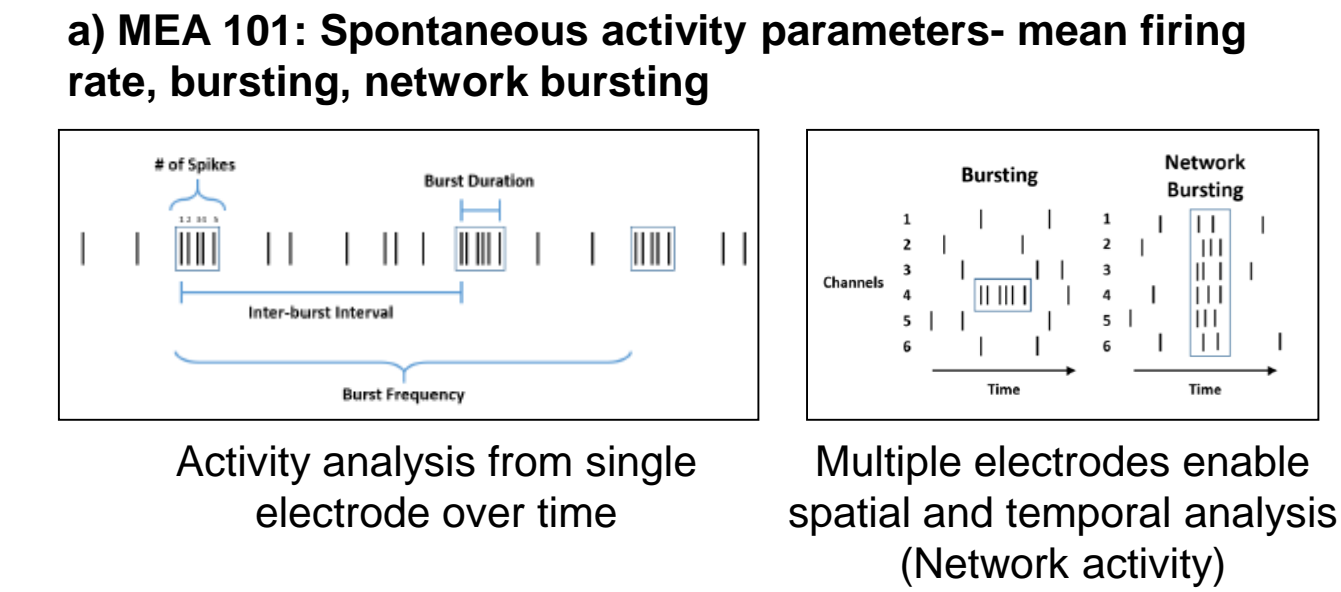 a) MEA 101: Spontaneous activity parameters- mean firing
rate, bursting, network bursting
# of Spikes
Burst Duration
Inter-burst Interval
Burst Frequency
Activity analysis from single
electrode over time
Bursting
Network
Bursting
Channels
1
2
3
4
5
6
Time
1
2
3
4
5
6
Time
Multiple electrodes enable
spatial and temporal analysis
(Network activity)